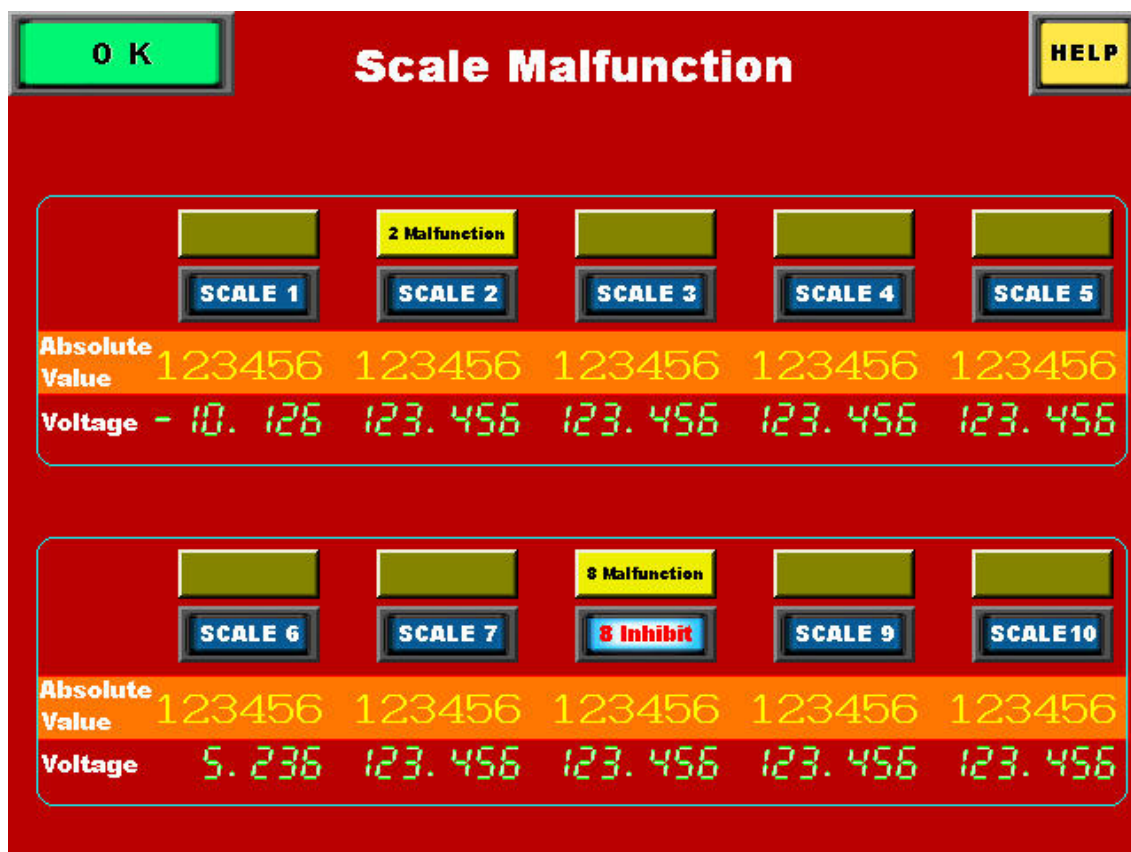 0 K
Scale Malfunction
HELP
2 Malfunction
SCALE 1 SCALE 2 SCALE 3 SCALE 4 SCALE 5
Absolute
Value 123456 123456 123456 123456 123456
Voltage - 10. 126 123. 456 123. 456 123. 456 123. 456
8 Malfunction
SCALE 6 SCALE 7 8 Inhibit SCALE 9 SCALE10
Absolute
Value 123456 123456 123456 123456 123456
Voltage 5. 236 123. 456 123. 456 123. 456 123. 456